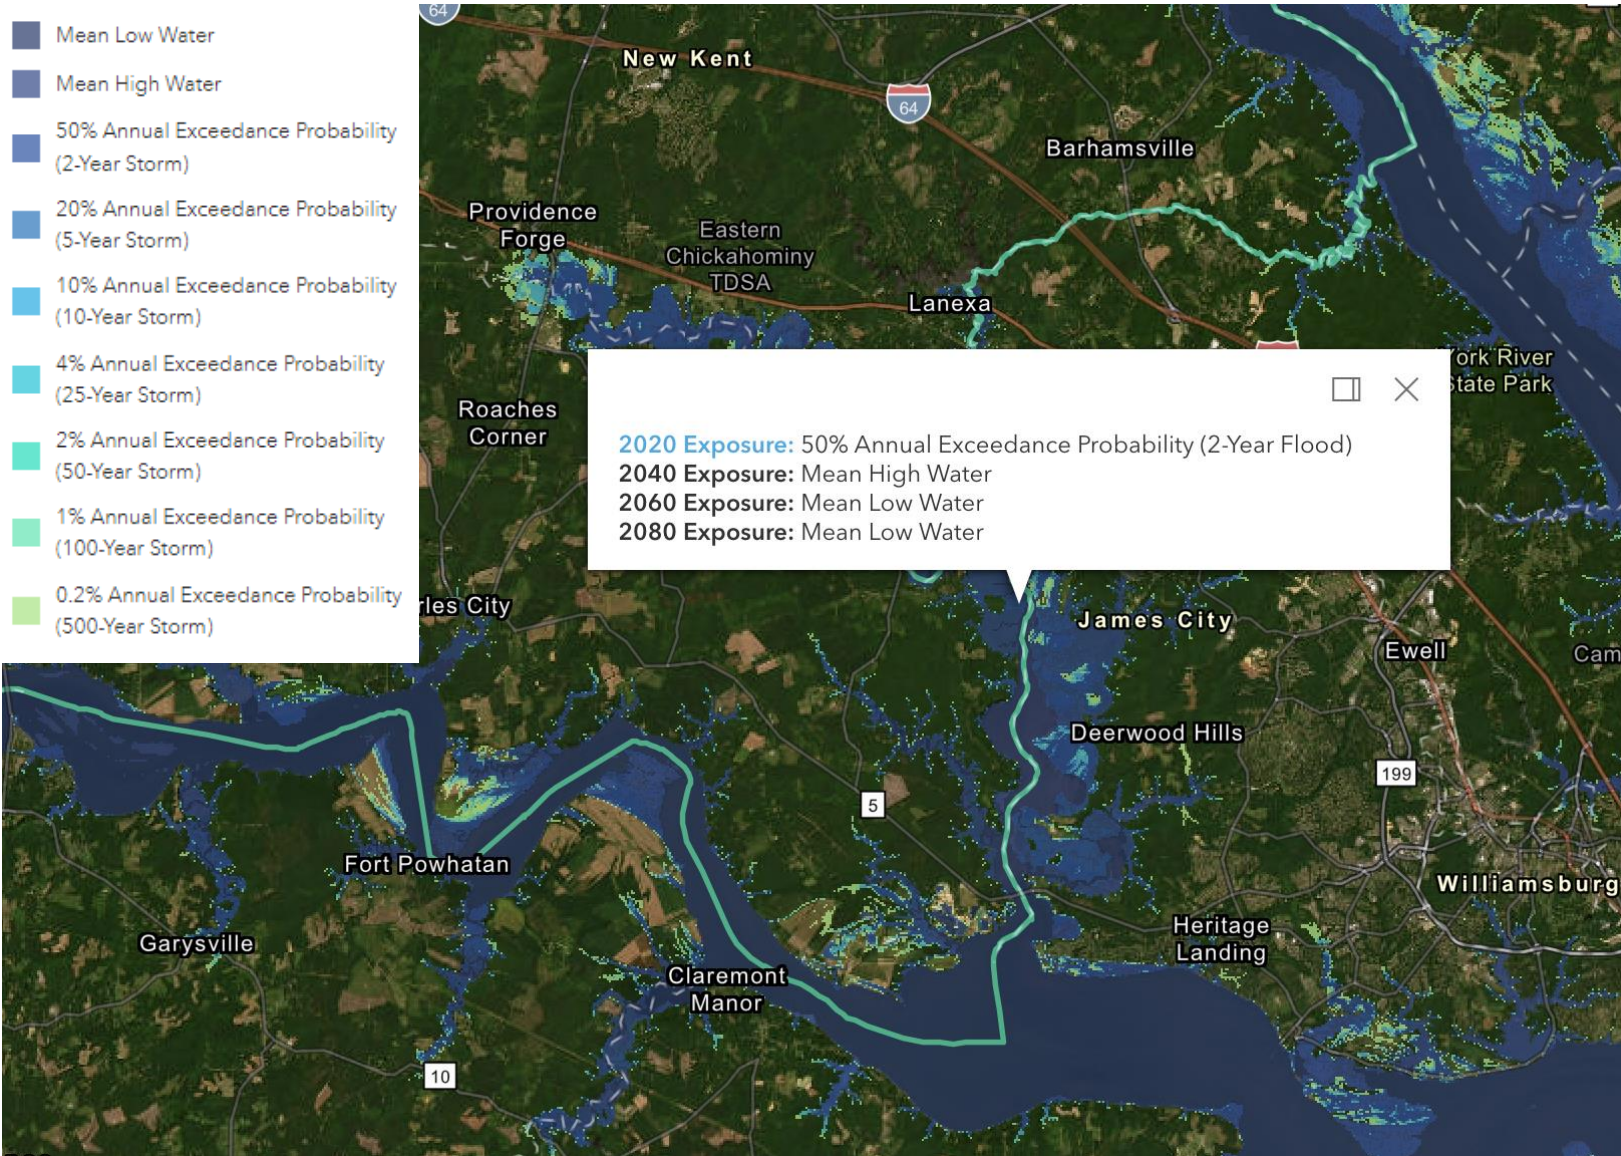 Mean Low Water
Mean High Water
50% Annual Exceedance Probability
(2-Year Storm)
20% Annual Exceedance Probability
(5-Year Storm)
10% Annual Exceedance Probability
(10-Year Storm)
4% Annual Exceedance Probability
(25-Year Storm)
2% Annual Exceedance Probability
(50-Year Storm)
1% Annual Exceedance Probability
(100-Year Storm)
0.2% Annual Exceedance Probability
(500-Year Storm)
64
New Kent
64
Barhamsville
Providence
Forge
Eastern
Chickahominy
TDSA
Lanexa
York River
State Park
Roaches
Corner
2020 Exposure: 50% Annual Exceedance Probability (2-Year Flood)
2040 Exposure: Mean High Water
2060 Exposure: Mean Low Water
2080 Exposure: Mean Low Water
rles City
James City
Ewell
Cam
Deerwood Hills
199
5
Fort Powhatan
Williamsburg
Garysville
Heritage
Landing
Claremont
Manor
10